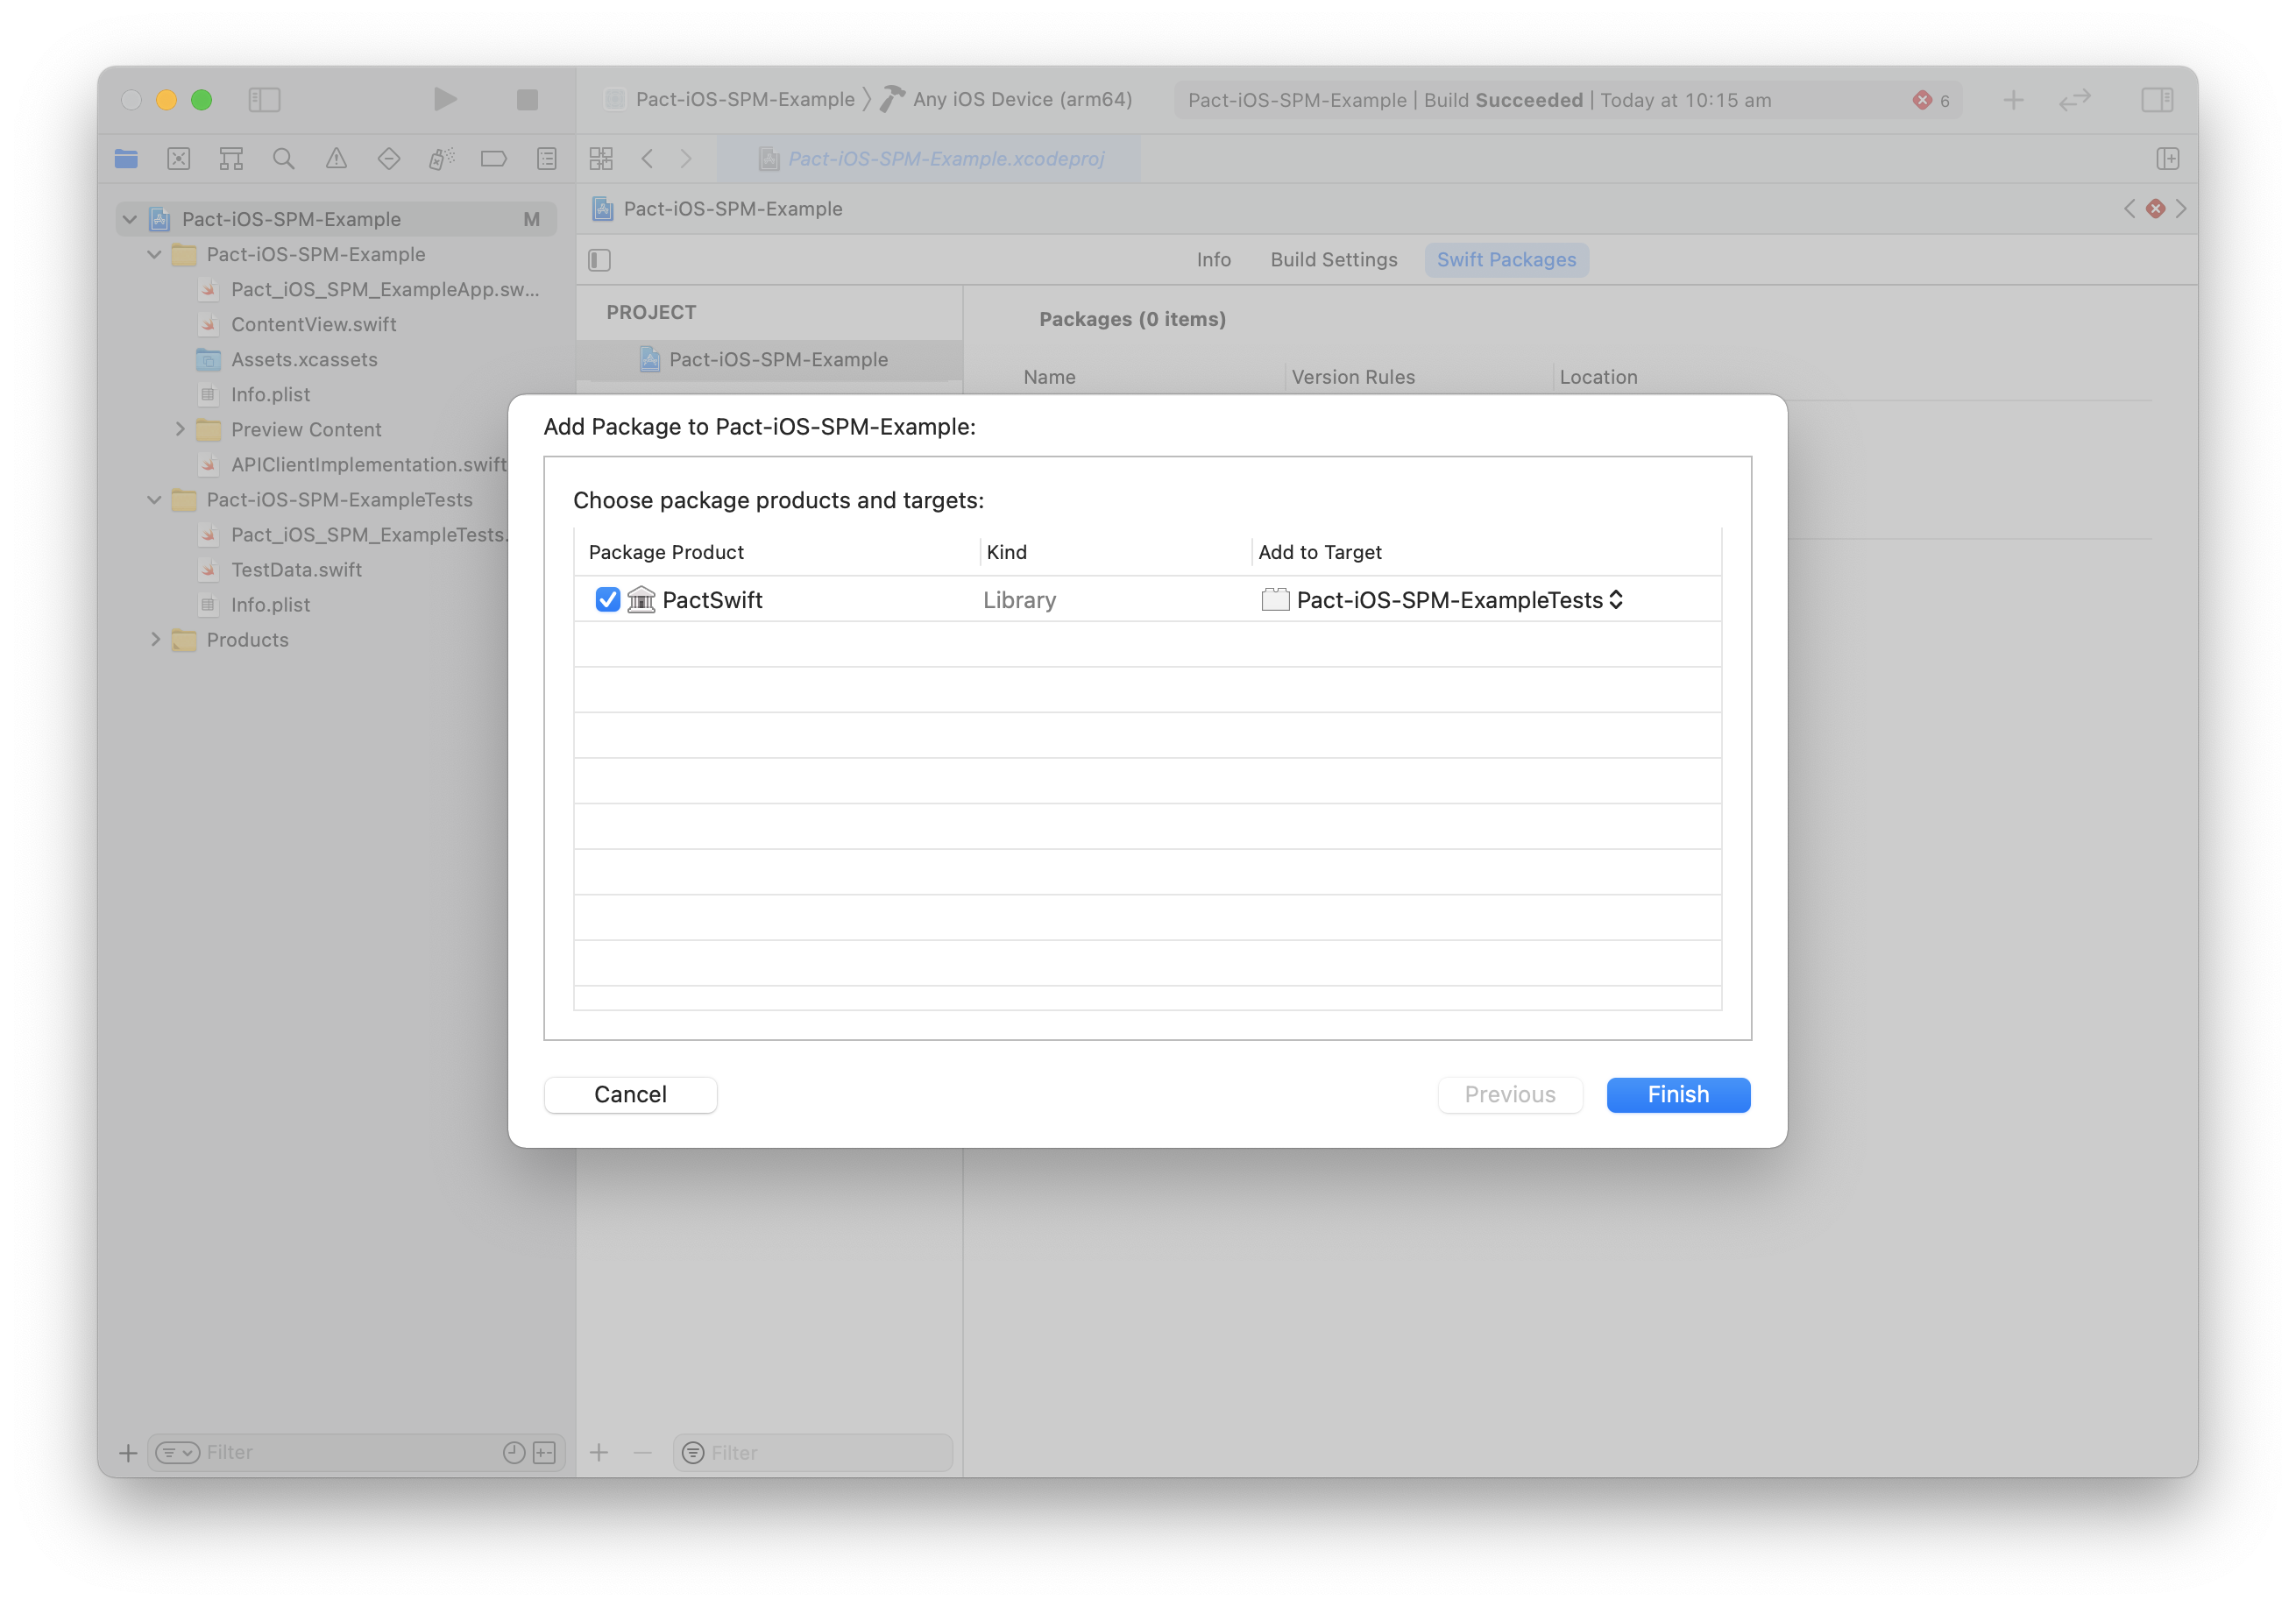 Pact-iOS-SPM-Example
Any iOS Device (arm64)
Pact-iOS-SPM-Example | Build Succeeded | Today at 10:15 am
6
Pact-iOS-SPM-Example.xcodeproj
Pact-iOS-SPM-Example M
Pact-iOS-SPM-Example
Pact_iOS_SPM_ExampleApp.sw...
ContentView.swift
Assets.xcassets
Info.plist
Preview Content
APIClientImplementation.swift
Pact-iOS-SPM-ExampleTests
Pact_iOS_SPM_ExampleTests.
TestData.swift
Info.plist
Products
Filter
Pact-iOS-SPM-Example
Info
Build Settings
Swift Packages
PROJECT
Pact-iOS-SPM-Example
Packages (0 items)
Name
Version Rules
Location
Add Package to Pact-iOS-SPM-Example:
Choose package products and targets:
Package Product
Kind
Add to Target
PactSwift
Library
Pact-iOS-SPM-ExampleTests
Cancel
Previous
Finish
Filter